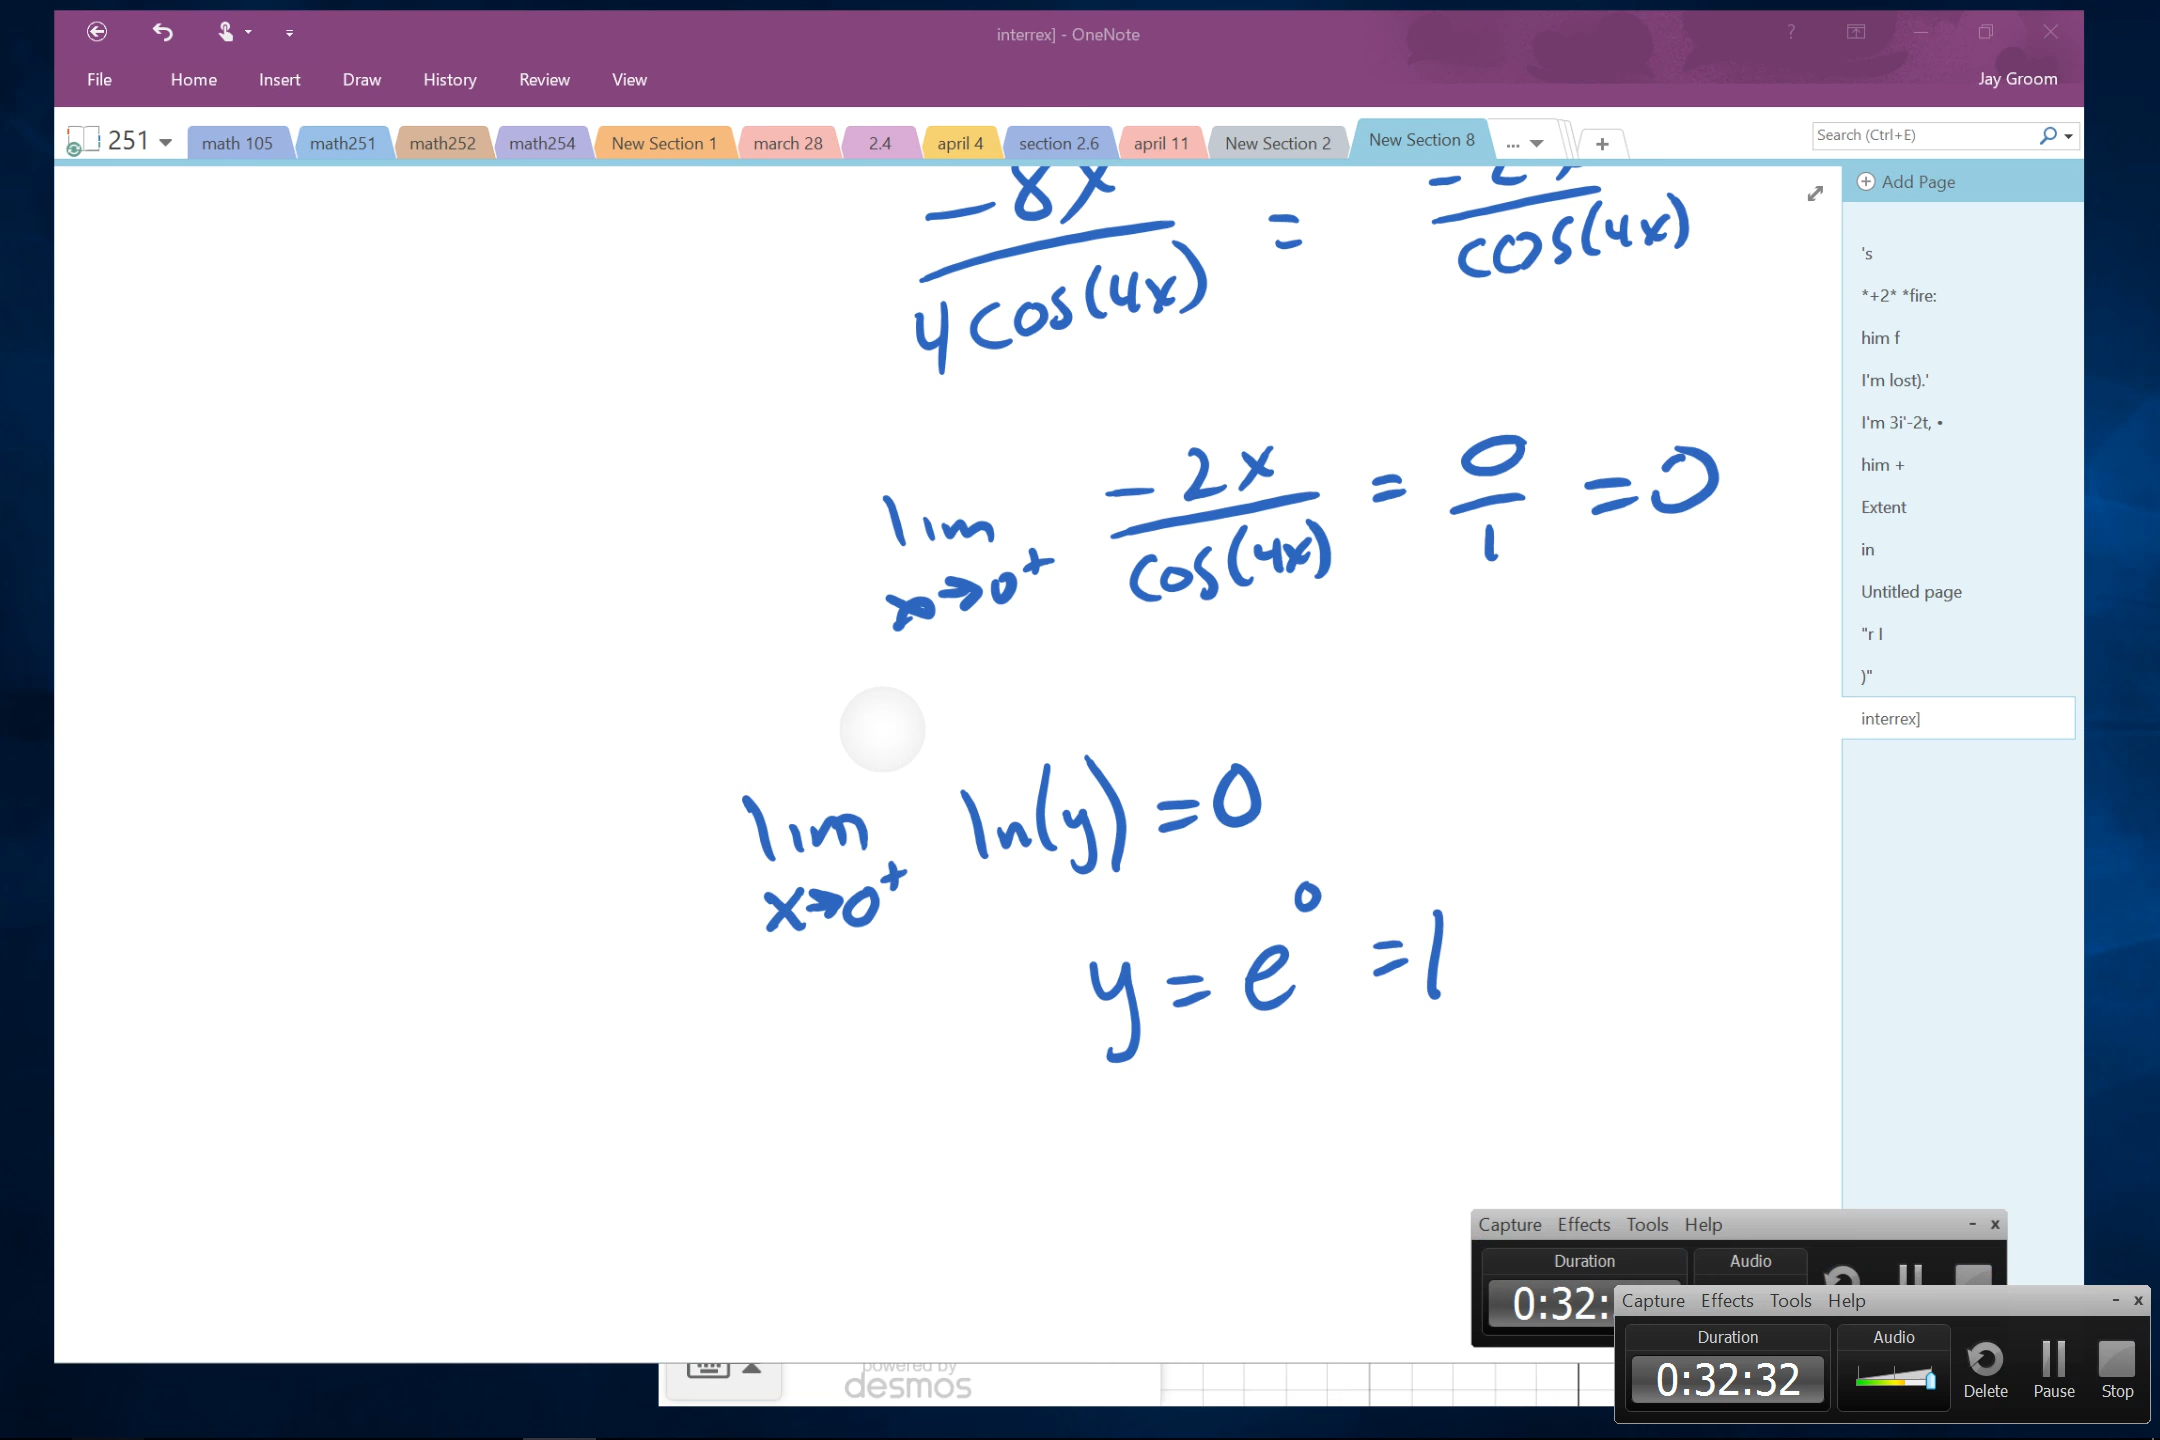 interrex] - OneNote
?
File Home Insert Draw History Review View
Jay Groom
251 math 105 math251 math252 math254 New Section 1 march 28 2.4 april 4 section 2.6 april 11 New Section 2 New Section 8 ... +
Search (Ctrl+E)
Add Page
's
*+2* *fire:
him f
I'm lost).'
I'm 3i'-2t, •
him +
Extent
in
Untitled page
"r I
)"
interrex]
-8x / 4cos(4x) = -2x / cos(4x)
lim x→0⁺ -2x / cos(4x) = 0/1 = 0
lim x→0⁺ ln(y) = 0
y = e⁰ = 1
Capture Effects Tools Help - x
Duration Audio
0:32:
Capture Effects Tools Help - x
Duration Audio
0:32:32
Delete Pause Stop
powered by
desmos